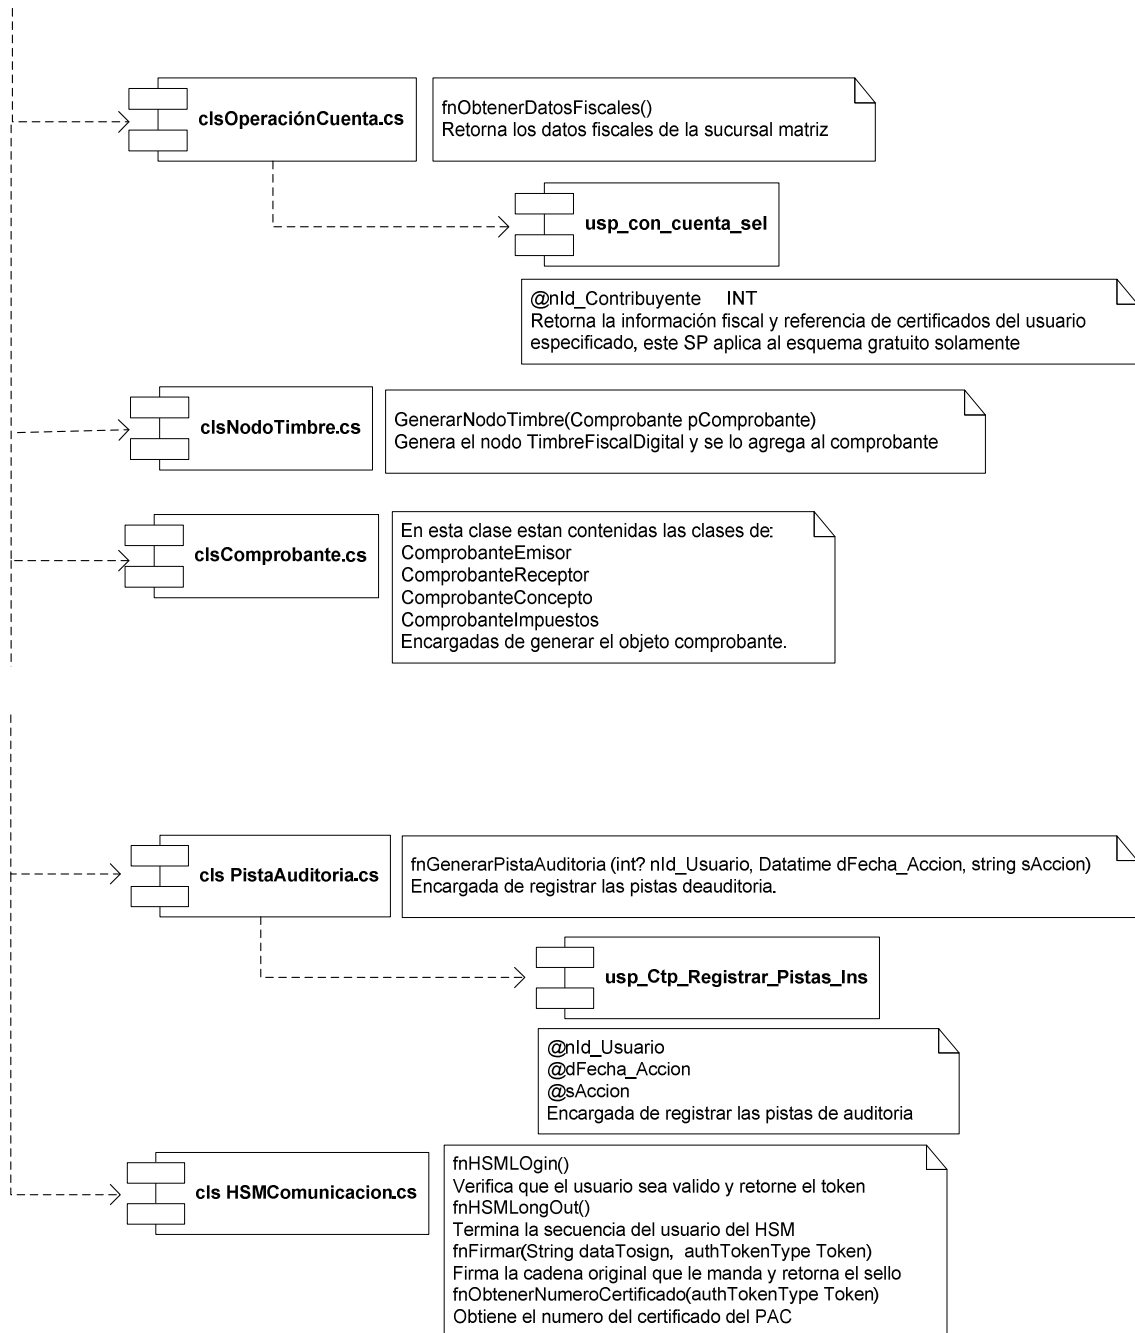 clsOperaciónCuenta.cs
fnObtenerDatosFiscales()
Retorna los datos fiscales de la sucursal matriz
usp_con_cuenta_sel
@nId_Contribuyente INT
Retorna la información fiscal y referencia de certificados del usuario
especificado, este SP aplica al esquema gratuito solamente
clsNodoTimbre.cs
GenerarNodoTimbre(Comprobante pComprobante)
Genera el nodo TimbreFiscalDigital y se lo agrega al comprobante
clsComprobante.cs
En esta clase estan contenidas las clases de:
ComprobanteEmisor
ComprobanteReceptor
ComprobanteConcepto
ComprobanteImpuestos
Encargadas de generar el objeto comprobante.
cls PistaAuditoria.cs
fnGenerarPistaAuditoria (int? nId_Usuario, Datatime dFecha_Accion, string sAccion)
Encargada de registrar las pistas deauditoria.
usp_Ctp_Registrar_Pistas_Ins
@nId_Usuario
@dFecha_Accion
@sAccion
Encargada de registrar las pistas de auditoria
cls HSMComunicacion.cs
fnHSMLOgin()
Verifica que el usuario sea valido y retorne el token
fnHSMLongOut()
Termina la secuencia del usuario del HSM
fnFirmar(String dataTosign, authTokenType Token)
Firma la cadena original que le manda y retorna el sello
fnObtenerNumeroCertificado(authTokenType Token)
Obtiene el numero del certificado del PAC